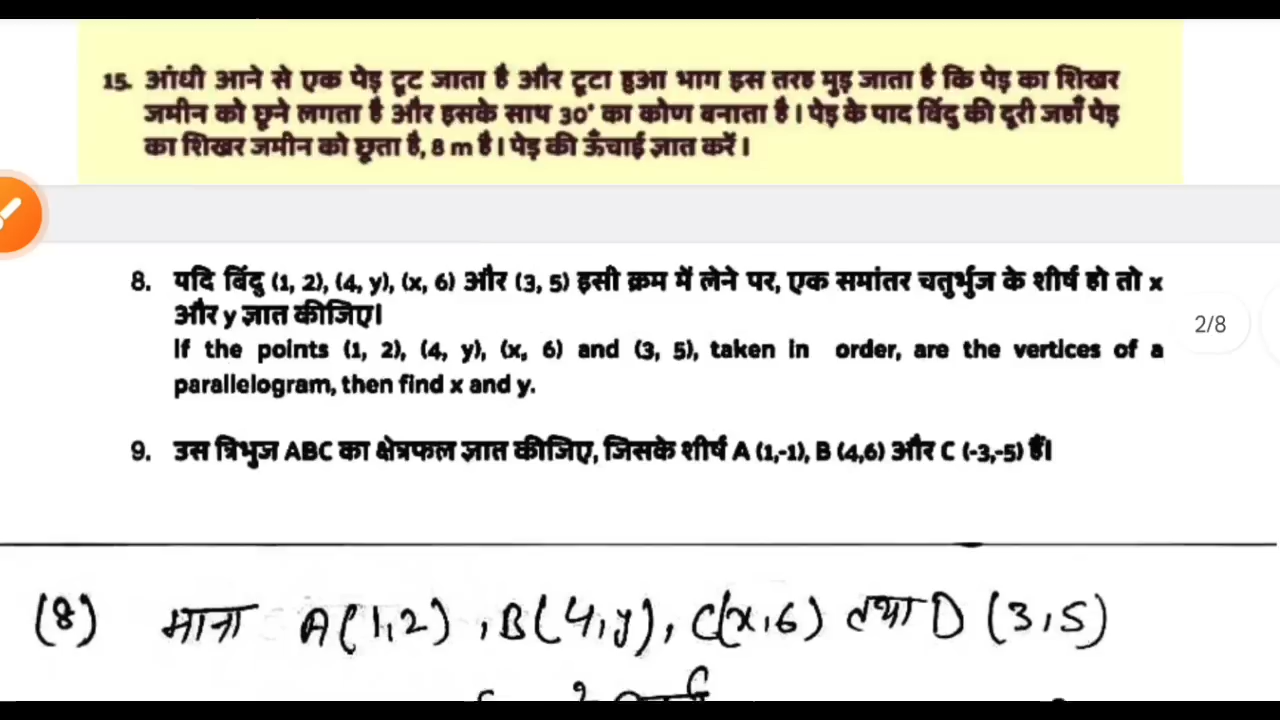 15. आंधी आने से एक पेड़ टूट जाता है और टूटा हुआ भाग इस तरह मुड़ जाता है कि पेड़ का शिखर
जमीन को छूने लगता है और इसके साथ 30° का कोण बनाता है। पेड़ के पाद बिंदु की दूरी जहाँ पेड़
का शिखर जमीन को छूता है, 8 m है। पेड़ की ऊँचाई ज्ञात करें।
8. यदि बिंदु (1, 2), (4, y), (x, 6) और (3, 5) इसी क्रम में लेने पर, एक समांतर चतुर्भुज के शीर्ष हो तो x
और y ज्ञात कीजिए।
2/8
If the points (1, 2), (4, y), (x, 6) and (3, 5), taken in order, are the vertices of a
parallelogram, then find x and y.
9. उस त्रिभुज ABC का क्षेत्रफल ज्ञात कीजिए, जिसके शीर्ष A (1,-1), B (4,6) और C (-3,-5) हैं।
(8) माना A(1,2), B(4,y), C(x,6) तथा D (3,5)